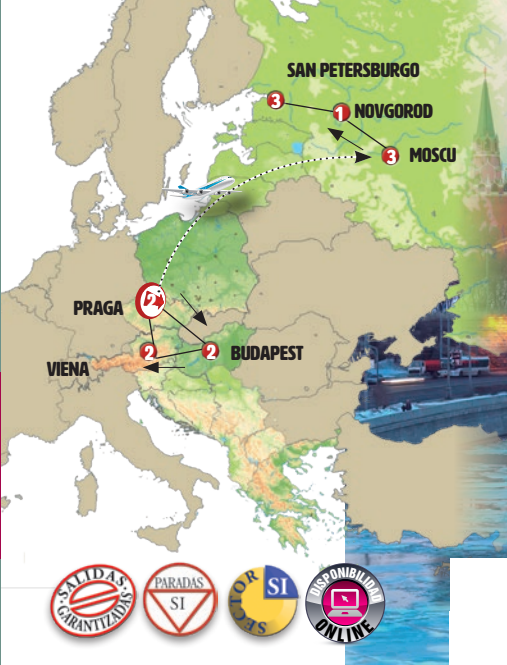 SAN PETERSBURGO
3
1 NOVGOROD
3 MOSCU
2
PRAGA
2
2 BUDAPEST
VIENA
SALIDAS
GARANTIZADAS
PARADAS
SI
SECTOR
SI
DISPONIBILIDAD
ONLINE